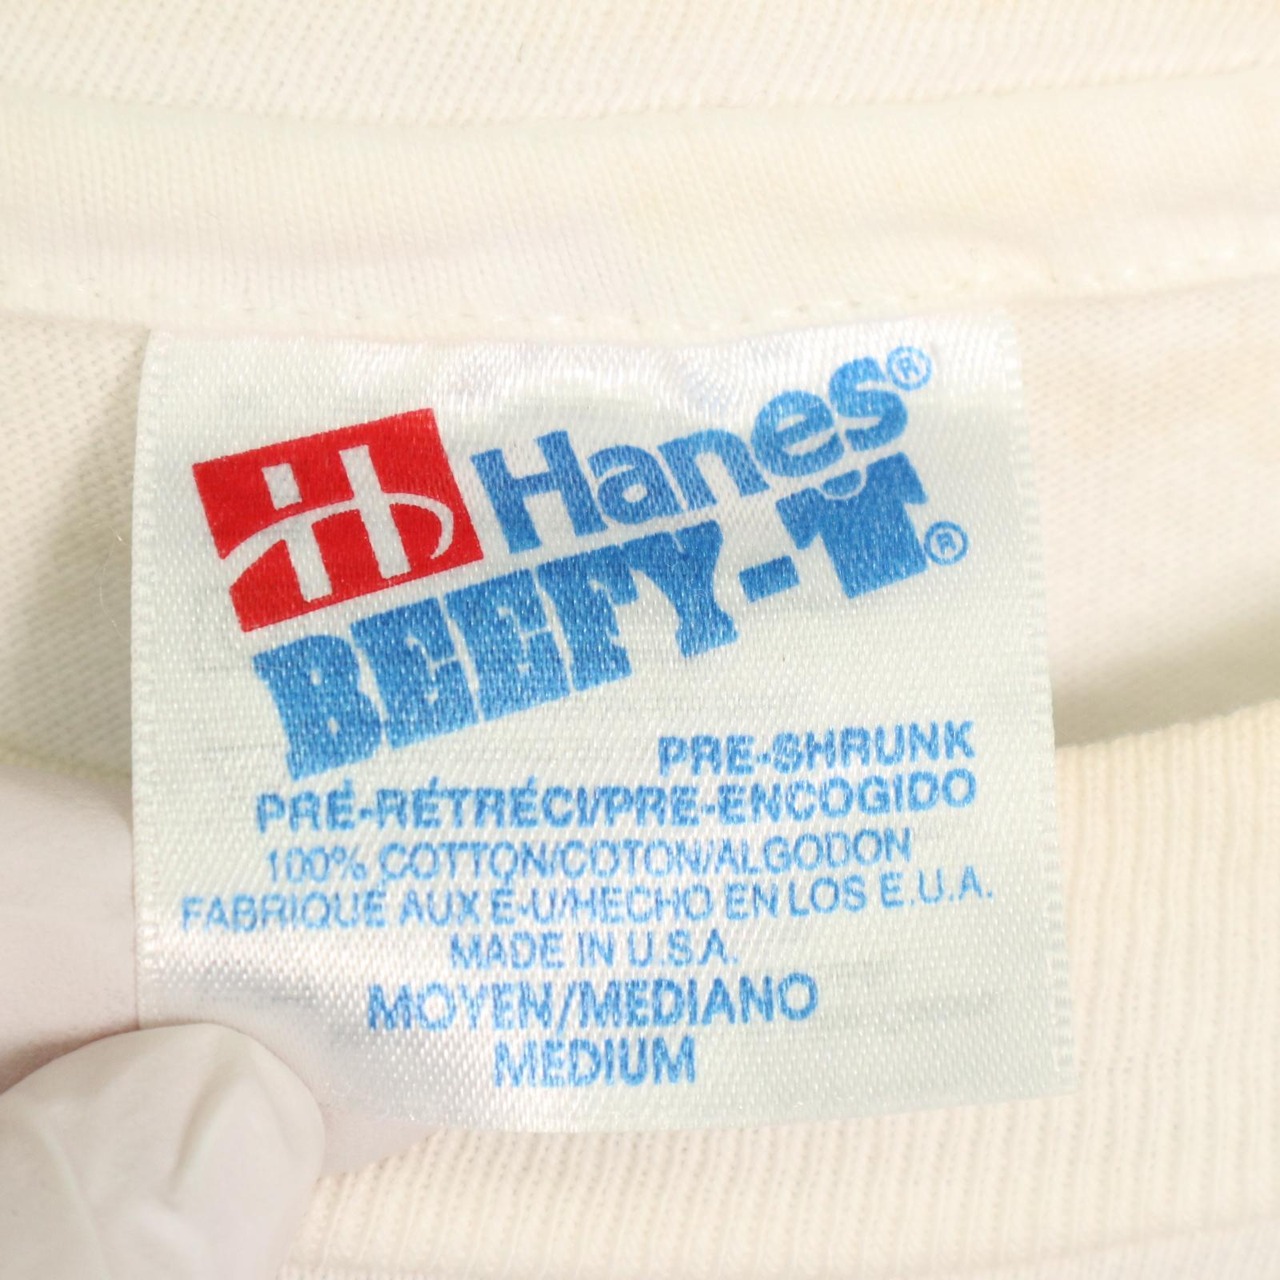 Hanes®
BEEFY-T®
PRE-SHRUNK
PRÉ-RÉTRÉCI/PRE-ENCOGIDO
100% COTTON/COTON/ALGODON
FABRIQUÉ AUX É-U/HECHO EN LOS E.U.A.
MADE IN U.S.A.
MOYEN/MEDIANO
MEDIUM